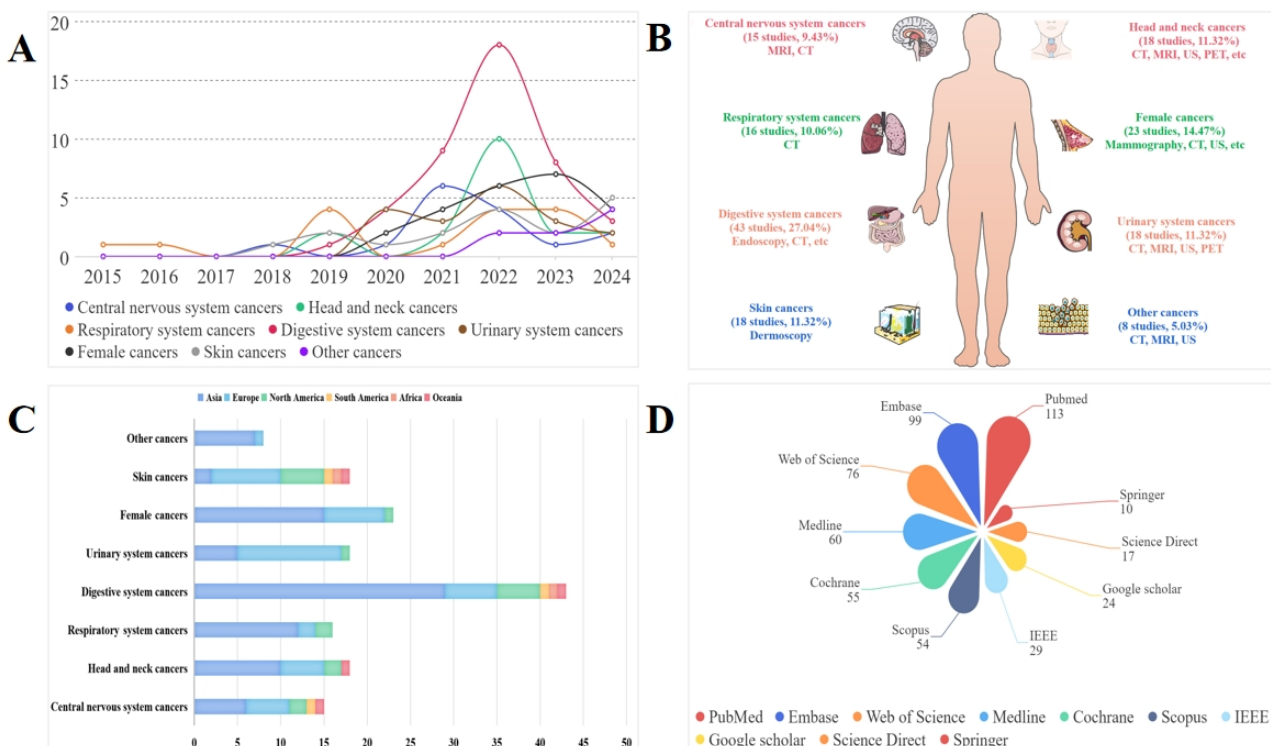 A
20
15
10
5
0
2015 2016 2017 2018 2019 2020 2021 2022 2023 2024
Central nervous system cancers Head and neck cancers
Respiratory system cancers Digestive system cancers Urinary system cancers
Female cancers Skin cancers Other cancers
B
Central nervous system cancers
(15 studies, 9.43%)
MRI, CT
Head and neck cancers
(18 studies, 11.32%)
CT, MRI, US, PET, etc
Respiratory system cancers
(16 studies, 10.06%)
CT
Female cancers
(23 studies, 14.47%)
Mammography, CT, US, etc
Digestive system cancers
(43 studies, 27.04%)
Endoscopy, CT, etc
Urinary system cancers
(18 studies, 11.32%)
CT, MRI, US, PET
Skin cancers
(18 studies, 11.32%)
Dermoscopy
Other cancers
(8 studies, 5.03%)
CT, MRI, US
C
Asia Europe North America South America Africa Oceania
Other cancers
Skin cancers
Female cancers
Urinary system cancers
Digestive system cancers
Respiratory system cancers
Head and neck cancers
Central nervous system cancers
0 5 10 15 20 25 30 35 40 45 50
D
Pubmed
113
Embase
99
Web of Science
76
Springer
10
Medline
60
Science Direct
17
Cochrane
55
Google scholar
24
Scopus
54
IEEE
29
PubMed Embase Web of Science Medline Cochrane Scopus IEEE
Google scholar Science Direct Springer